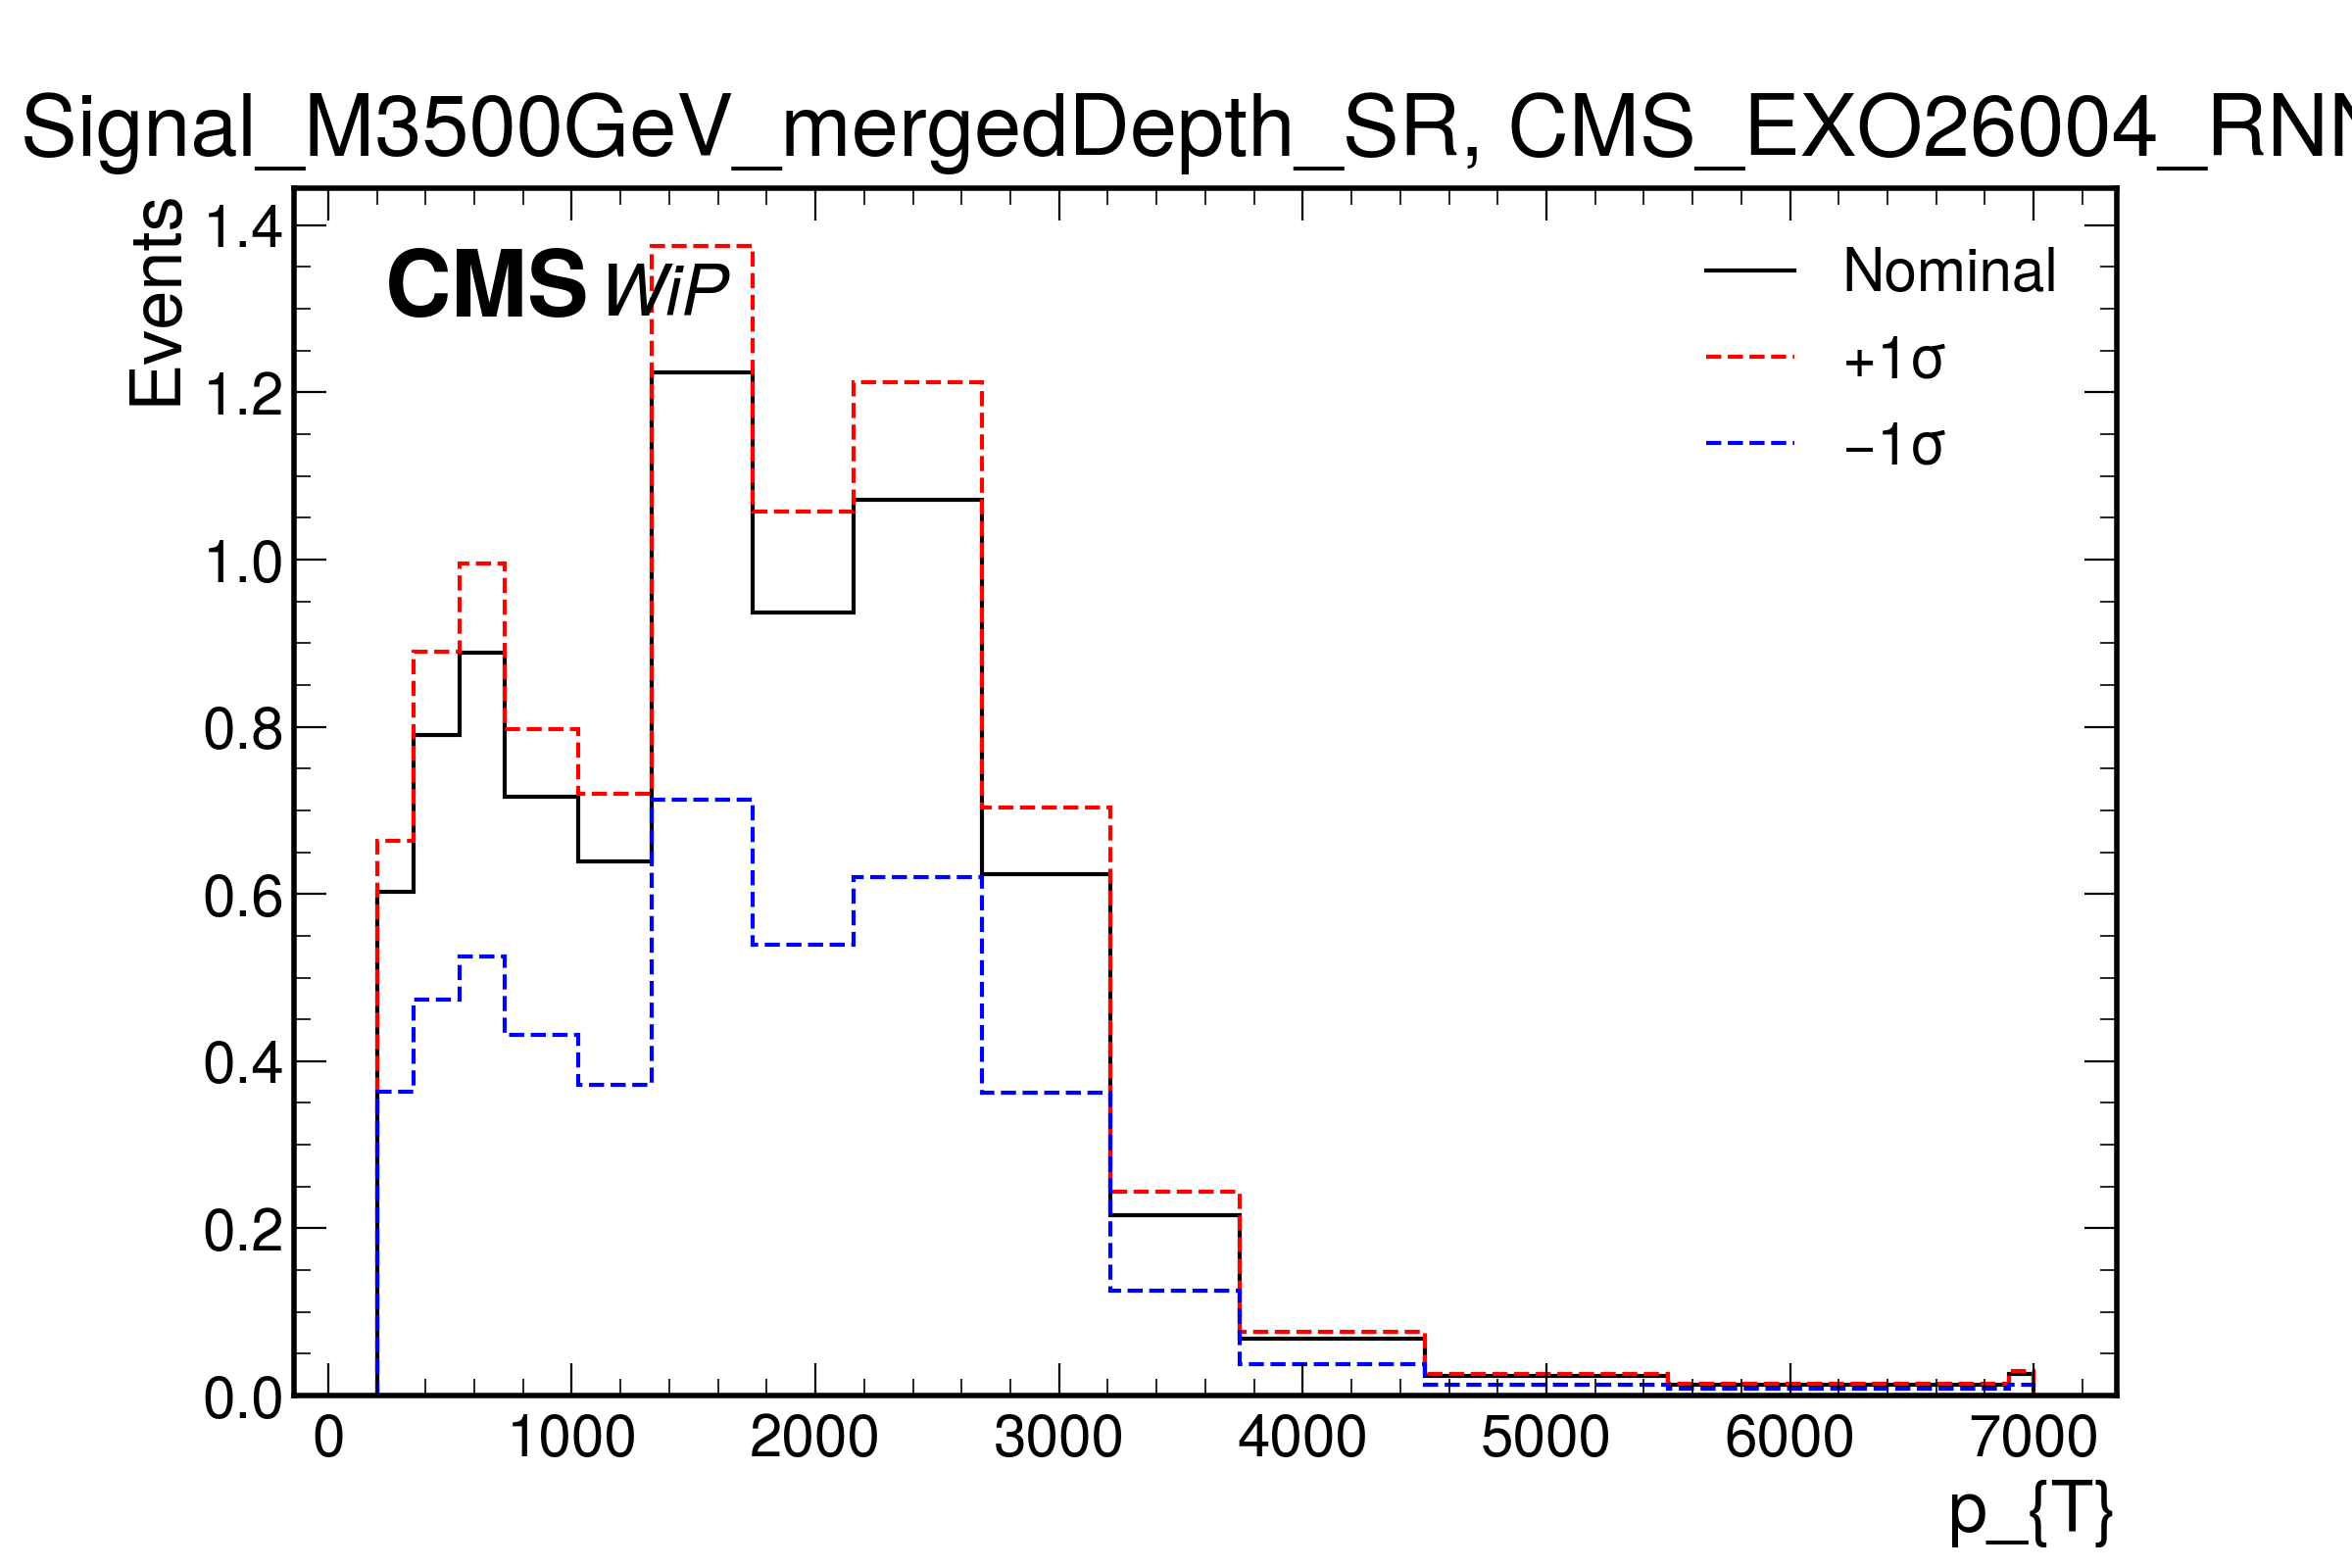 Signal_M3500GeV_mergedDepth_SR, CMS_EXO26004_RNN
Events
CMS WiP
Nominal
+1σ
−1σ
1.4
1.2
1.0
0.8
0.6
0.4
0.2
0.0
0 1000 2000 3000 4000 5000 6000 7000
p_{T}